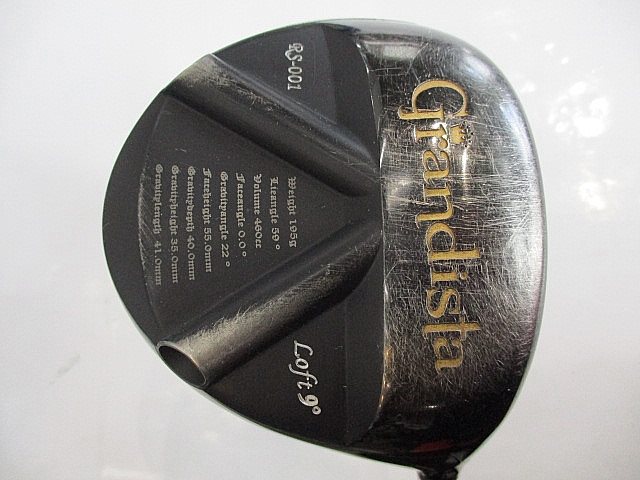 Grandista
RS-001
Weight 195g
Lieangle 59°
Volume 460cc
Faceangle 0.0°
Gravityangle 22°
Faceheight 55.0mm
Gravitydepth 40.0mm
Gravityheight 35.0mm
Gravitylength 41.0mm
Loft 9°